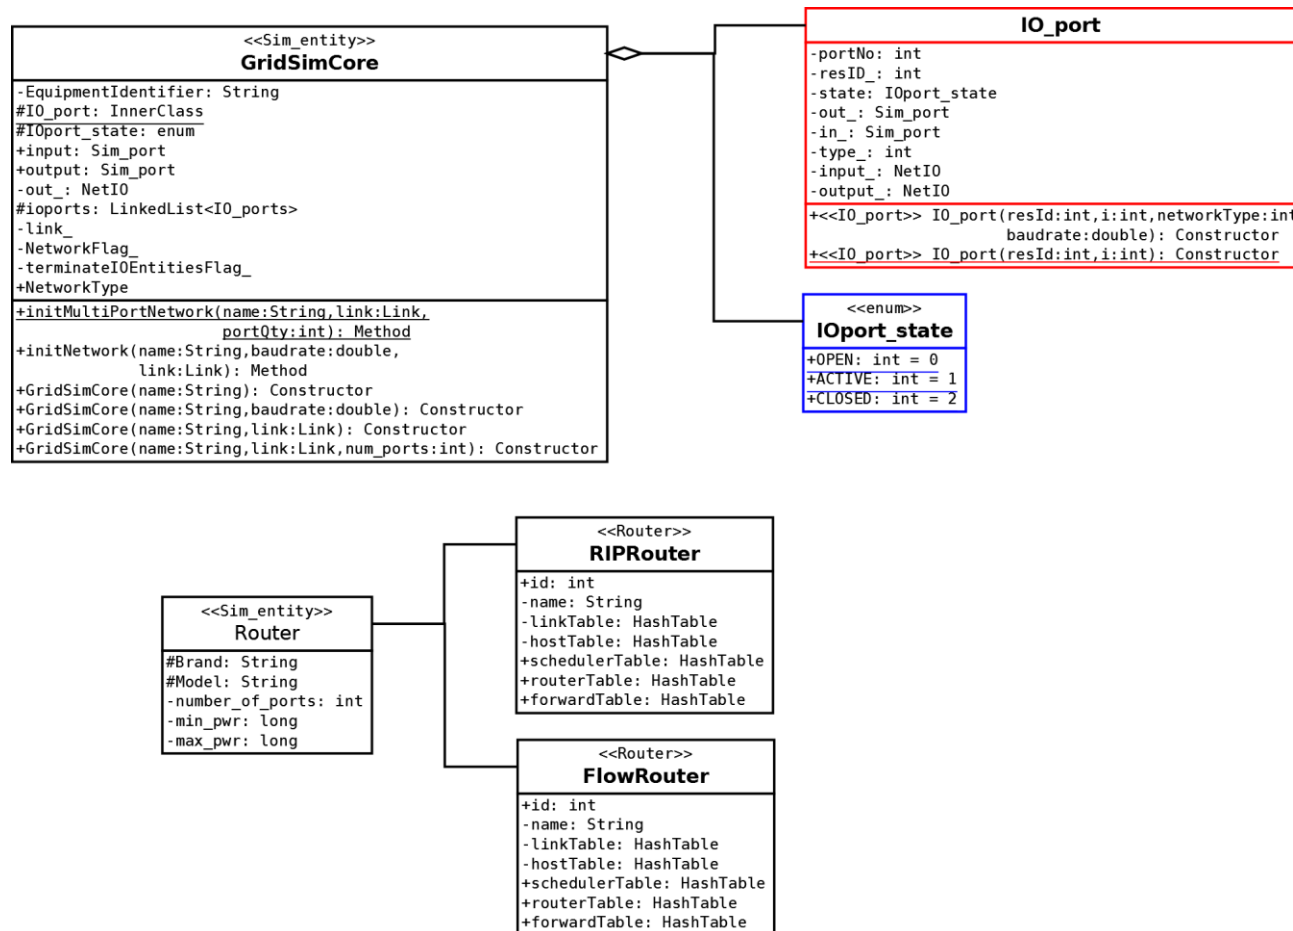 <<Sim_entity>>
GridSimCore
-EquipmentIdentifier: String
#IO_port: InnerClass
#IOport_state: enum
+input: Sim_port
+output: Sim_port
-out_: NetIO
#ioports: LinkedList<IO_ports>
-link_
-NetworkFlag_
-terminateIOEntitiesFlag_
+NetworkType
+initMultiPortNetwork(name:String,link:Link,
portQty:int): Method
+initNetwork(name:String,baudrate:double,
link:Link): Method
+GridSimCore(name:String): Constructor
+GridSimCore(name:String,baudrate:double): Constructor
+GridSimCore(name:String,link:Link): Constructor
+GridSimCore(name:String,link:Link,num_ports:int): Constructor
IO_port
-portNo: int
-resID_: int
-state: IOport_state
-out_: Sim_port
-in_: Sim_port
-type_: int
-input_: NetIO
-output_: NetIO
+<<IO_port>> IO_port(resId:int,i:int,networkType:int
baudrate:double): Constructor
+<<IO_port>> IO_port(resId:int,i:int): Constructor
<<enum>>
IOport_state
+OPEN: int = 0
+ACTIVE: int = 1
+CLOSED: int = 2
<<Sim_entity>>
Router
#Brand: String
#Model: String
-number_of_ports: int
-min_pwr: long
-max_pwr: long
<<Router>>
RIPRouter
+id: int
-name: String
-linkTable: HashTable
-hostTable: HashTable
+schedulerTable: HashTable
+routerTable: HashTable
+forwardTable: HashTable
<<Router>>
FlowRouter
+id: int
-name: String
-linkTable: HashTable
-hostTable: HashTable
+schedulerTable: HashTable
+routerTable: HashTable
+forwardTable: HashTable